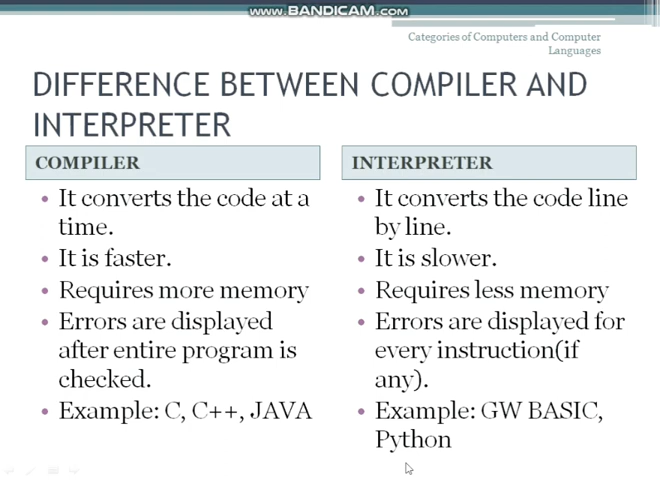 www.BANDICAM.com
Categories of Computers and Computer
Languages
DIFFERENCE BETWEEN COMPILER AND
INTERPRETER
COMPILER
• It converts the code at a
time.
• It is faster.
• Requires more memory
• Errors are displayed
after entire program is
checked.
• Example: C, C++, JAVA
INTERPRETER
• It converts the code line
by line.
• It is slower.
• Requires less memory
• Errors are displayed for
every instruction(if
any).
• Example: GW BASIC,
Python